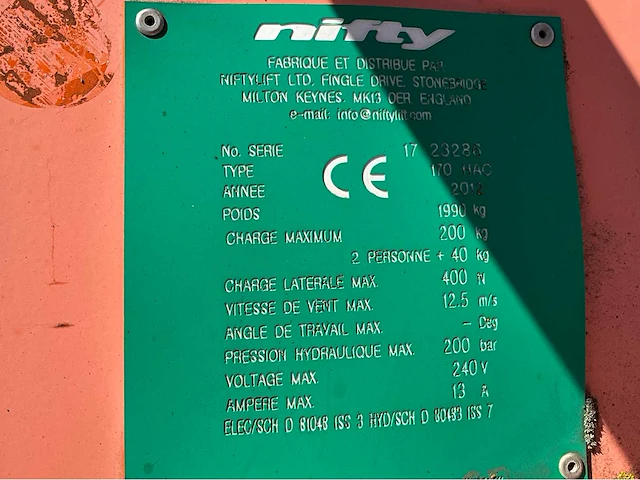 nifty
FABRIQUE ET DISTRIBUE PAR
NIFTYLIFT LTD, FINGLE DRIVE, STONEBRIDGE
MILTON KEYNES. MK13 0ER ENGLAND
e-mail: info@niftylift.com
No. SERIE 17 23286
TYPE 170 HAC
ANNEE
POIDS 1990 kg
CHARGE MAXIMUM 200 kg
2 PERSONNE + 40 kg
CHARGE LATERALE MAX. 400 N
VITESSE DE VENT MAX. 12.5 m/s
ANGLE DE TRAVAIL MAX. - Deg
PRESSION HYDRAULIQUE MAX. 200 bar
VOLTAGE MAX. 240 V
AMPERE MAX. 13 A
ELEC/SCH D 81048 ISS 3 HYD/SCH D 80493 ISS 7
CE